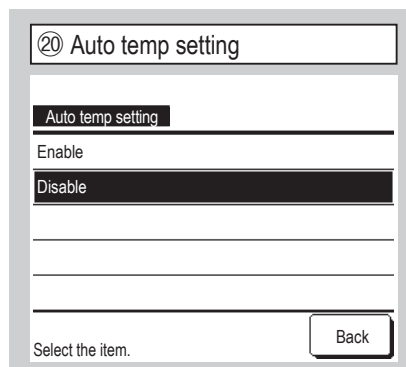 ⑳ Auto temp setting
Auto temp setting
Enable
Disable
Select the item.
Back